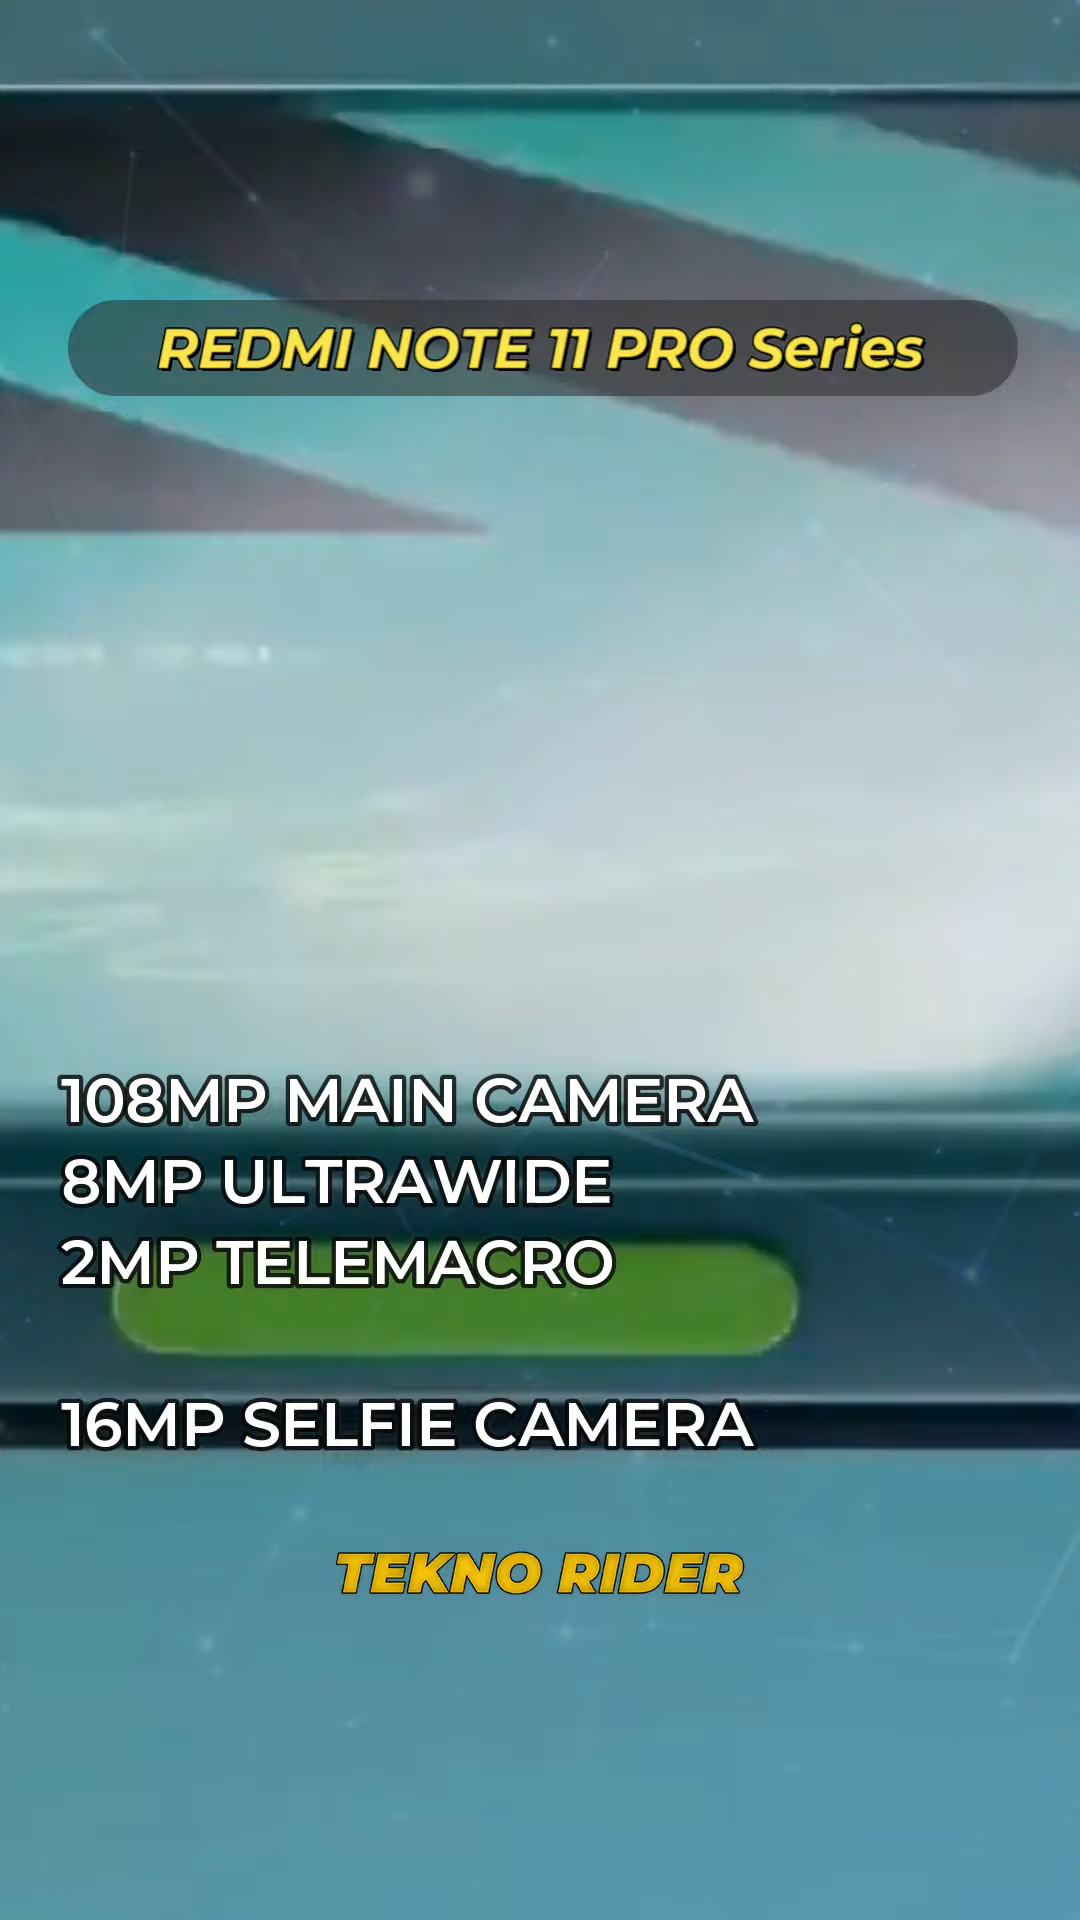 REDMI NOTE 11 PRO Series
108MP MAIN CAMERA
8MP ULTRAWIDE
2MP TELEMACRO
16MP SELFIE CAMERA
TEKNO RIDER